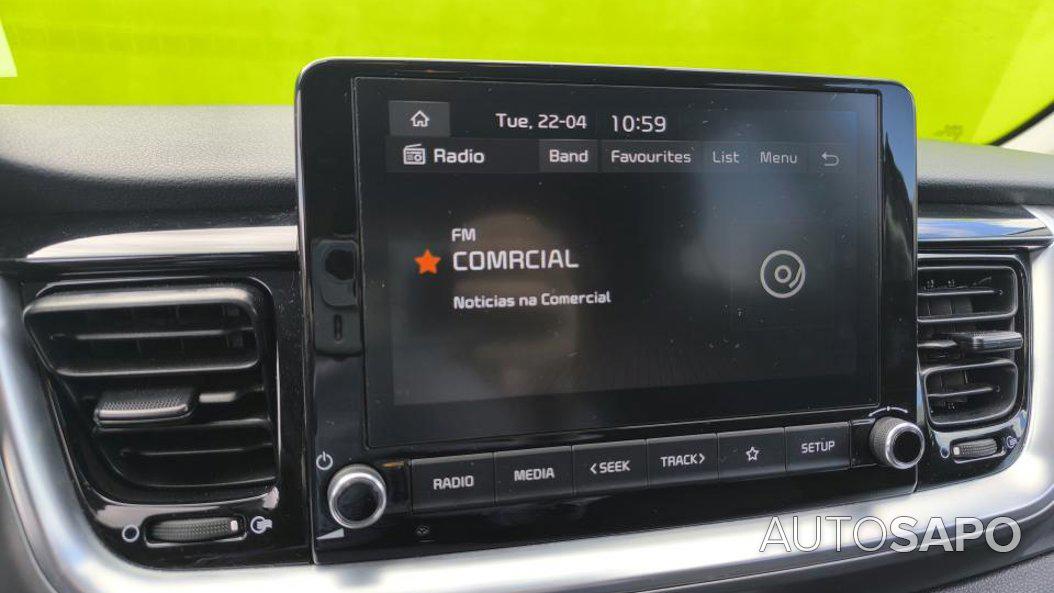 Tue, 22-04 10:59
Radio Band Favourites List Menu
FM
COMRCIAL
Noticias na Comercial
RADIO MEDIA <SEEK TRACK> SETUP
AUTOSAPO